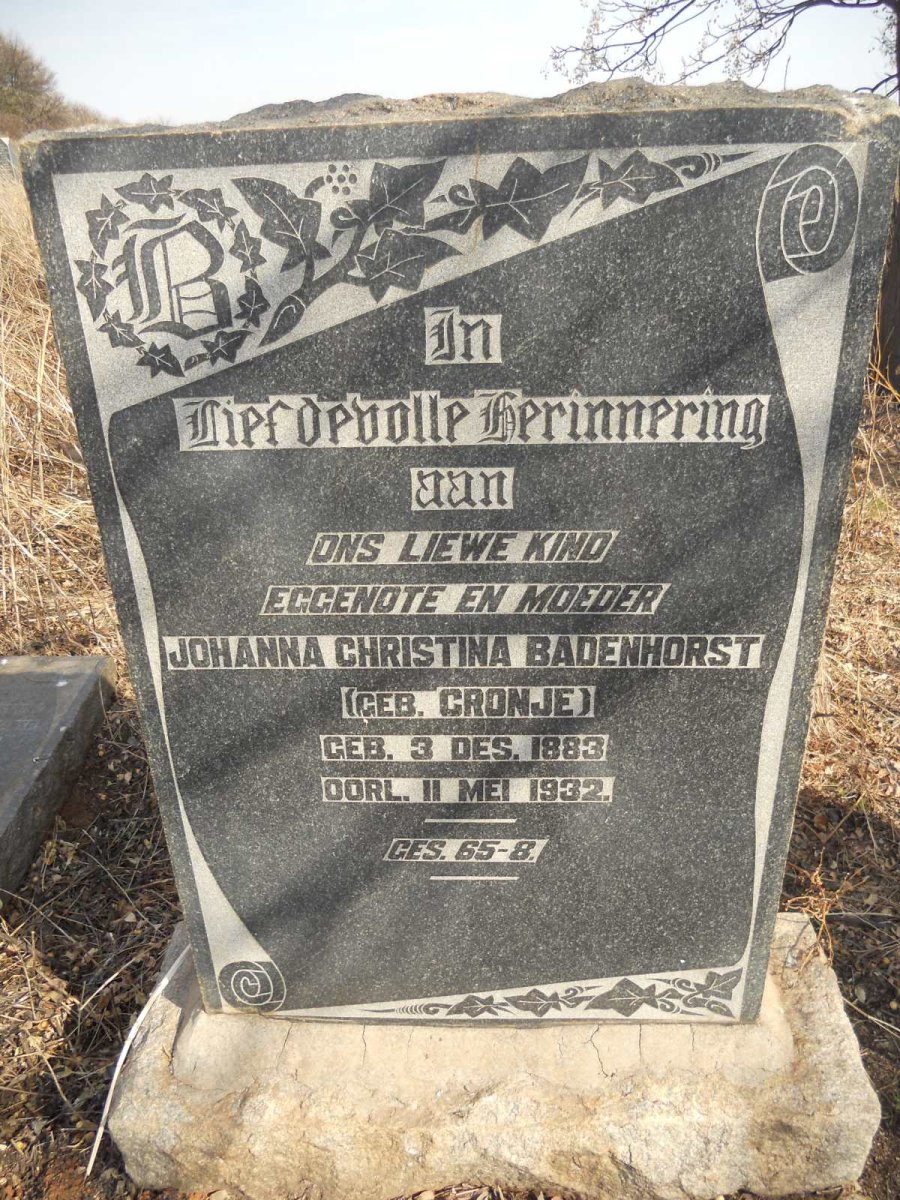 B
In
Liefdevolle Herinnering
aan
ONS LIEWE KIND
EGGENOTE EN MOEDER
JOHANNA CHRISTINA BADENHORST
(GEB. CRONJE)
GEB. 3 DES. 1883
OORL. 11 MEI 1932.
GES. 65-8.